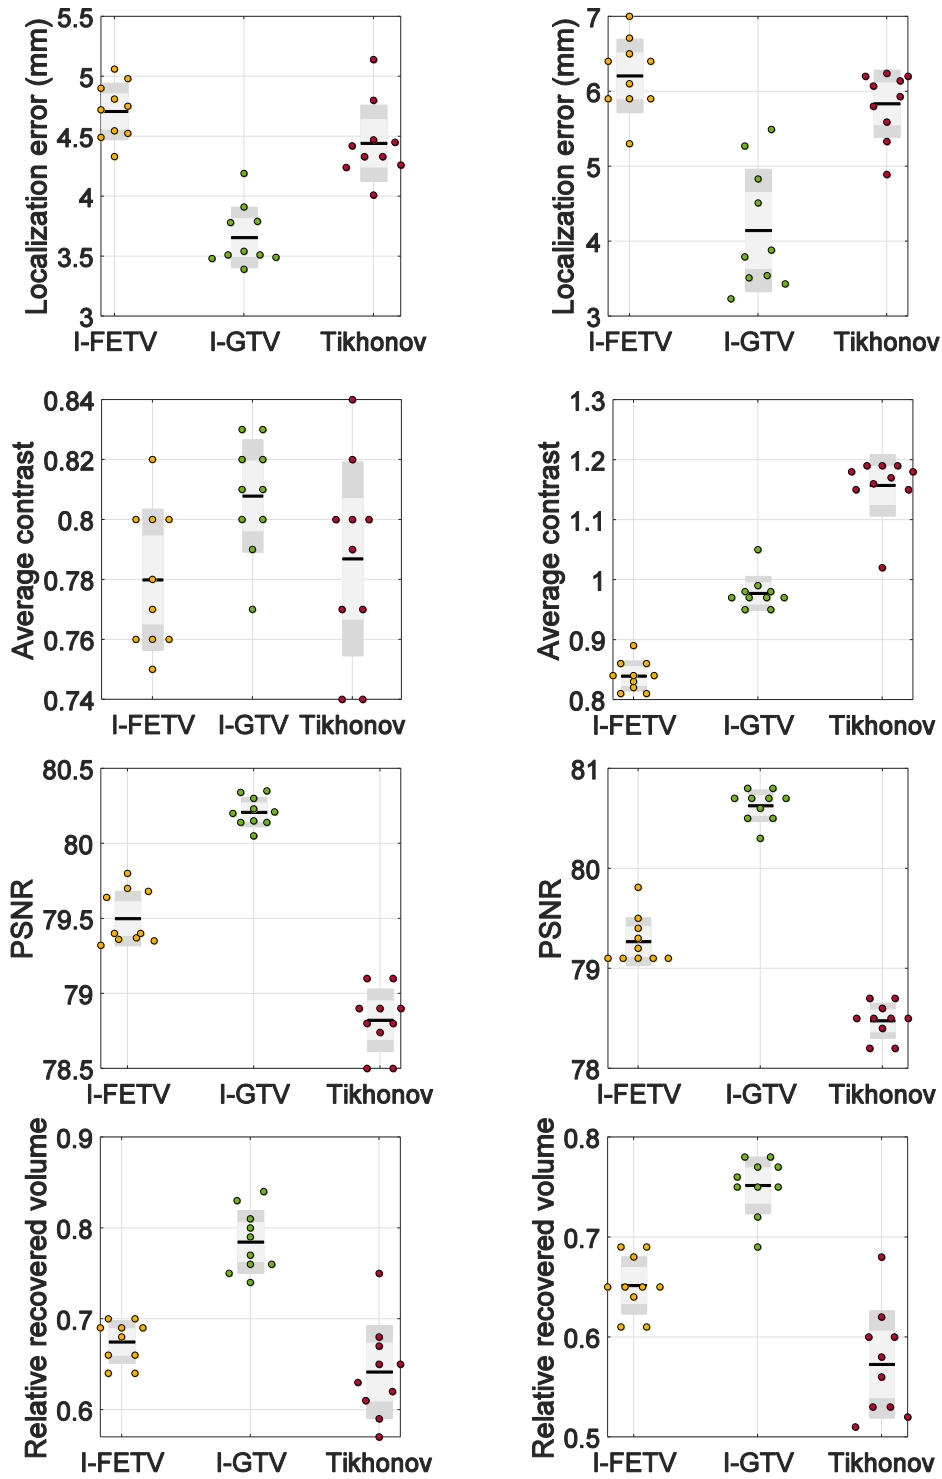 Localization error (mm)
5.5
5
4.5
4
3.5
3
I-FETV I-GTV Tikhonov
Localization error (mm)
7
6
5
4
3
I-FETV I-GTV Tikhonov
Average contrast
0.84
0.82
0.8
0.78
0.76
0.74
I-FETV I-GTV Tikhonov
Average contrast
1.3
1.2
1.1
1
0.9
0.8
I-FETV I-GTV Tikhonov
PSNR
80.5
80
79.5
79
78.5
I-FETV I-GTV Tikhonov
PSNR
81
80
79
78
I-FETV I-GTV Tikhonov
Relative recovered volume
0.9
0.8
0.7
0.6
I-FETV I-GTV Tikhonov
Relative recovered volume
0.8
0.7
0.6
0.5
I-FETV I-GTV Tikhonov